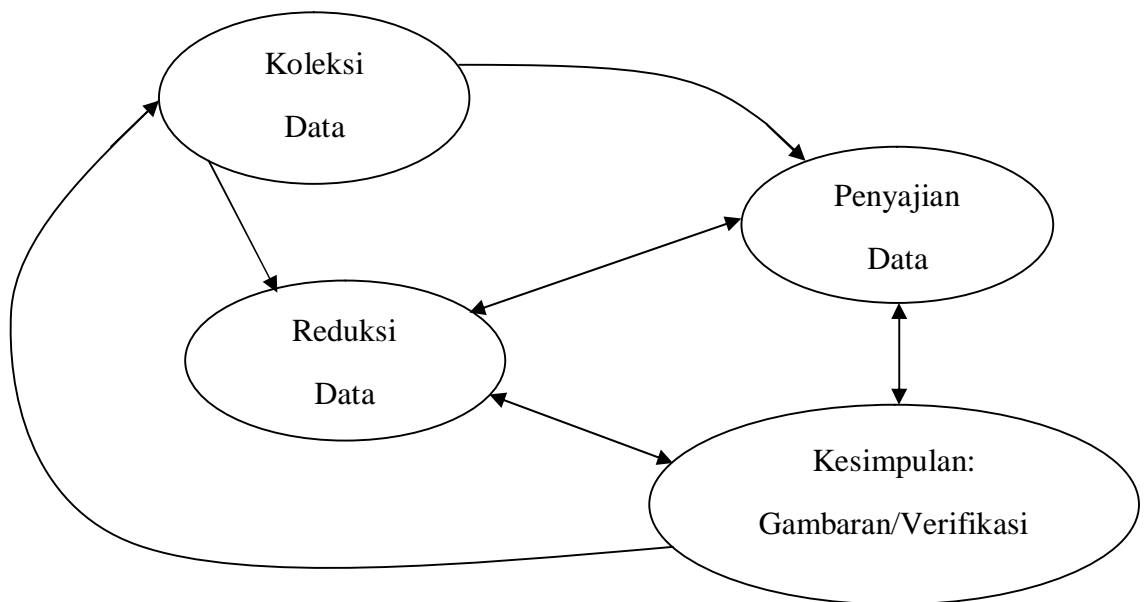 Koleksi
Data
Penyajian
Data
Reduksi
Data
Kesimpulan:
Gambaran/Verifikasi